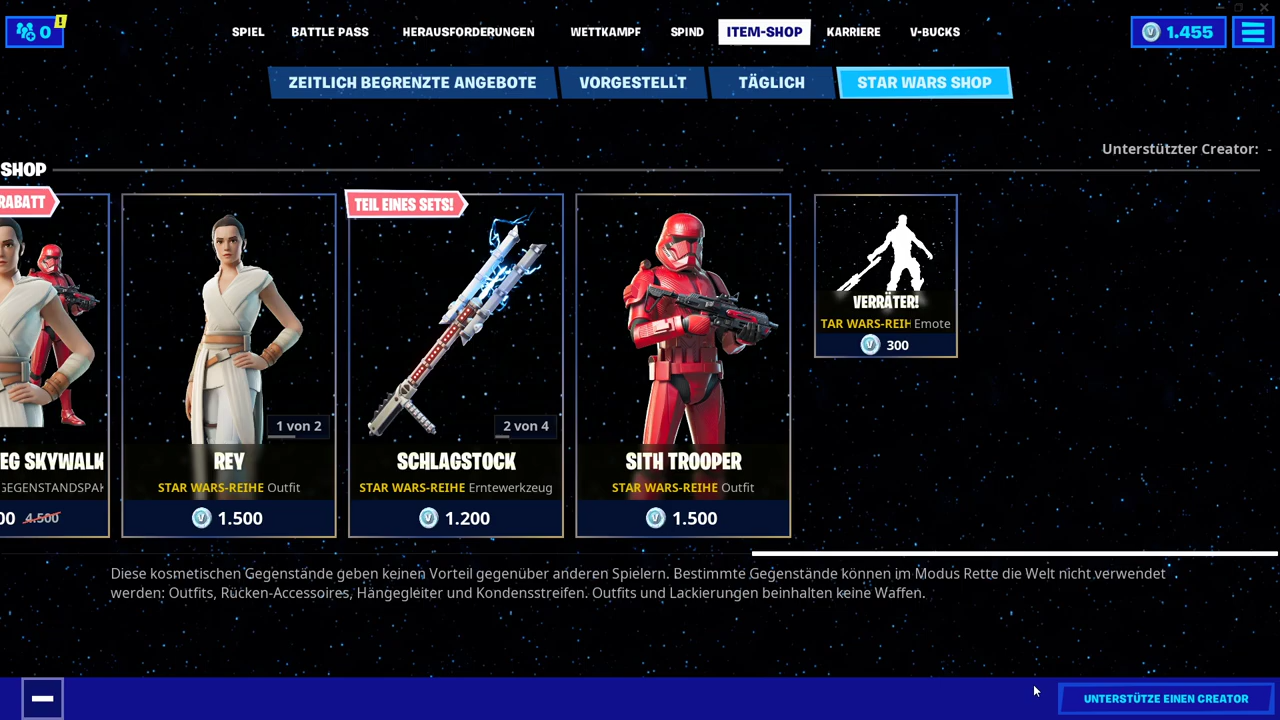 0
!
SPIEL
BATTLE PASS
HERAUSFORDERUNGEN
WETTKAMPF
SPIND
ITEM-SHOP
KARRIERE
V-BUCKS
1.455
ZEITLICH BEGRENZTE ANGEBOTE
VORGESTELLT
TÄGLICH
STAR WARS SHOP
Unterstützter Creator: -
SHOP
RABATT
EG SKYWALK
GEGENSTANDSPAK
00 4.500
1 von 2
REY
STAR WARS-REIHE Outfit
1.500
TEIL EINES SETS!
2 von 4
SCHLAGSTOCK
STAR WARS-REIHE Erntewerkzeug
1.200
SITH TROOPER
STAR WARS-REIHE Outfit
1.500
VERRÄTER!
TAR WARS-REIH Emote
300
Diese kosmetischen Gegenstände geben keinen Vorteil gegenüber anderen Spielern. Bestimmte Gegenstände können im Modus Rette die Welt nicht verwendet
werden: Outfits, Rücken-Accessoires, Hängegleiter und Kondensstreifen. Outfits und Lackierungen beinhalten keine Waffen.
UNTERSTÜTZE EINEN CREATOR